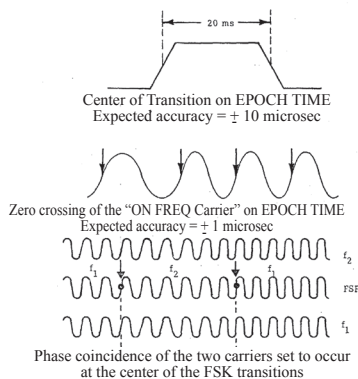 20 ms
Center of Transition on EPOCH TIME
Expected accuracy = ± 10 microsec
Zero crossing of the “ON FREQ Carrier” on EPOCH TIME
Expected accuracy = ± 1 microsec
f₂
f₁ f₂ f₁
FSK
f₁
Phase coincidence of the two carriers set to occur
at the center of the FSK transitions